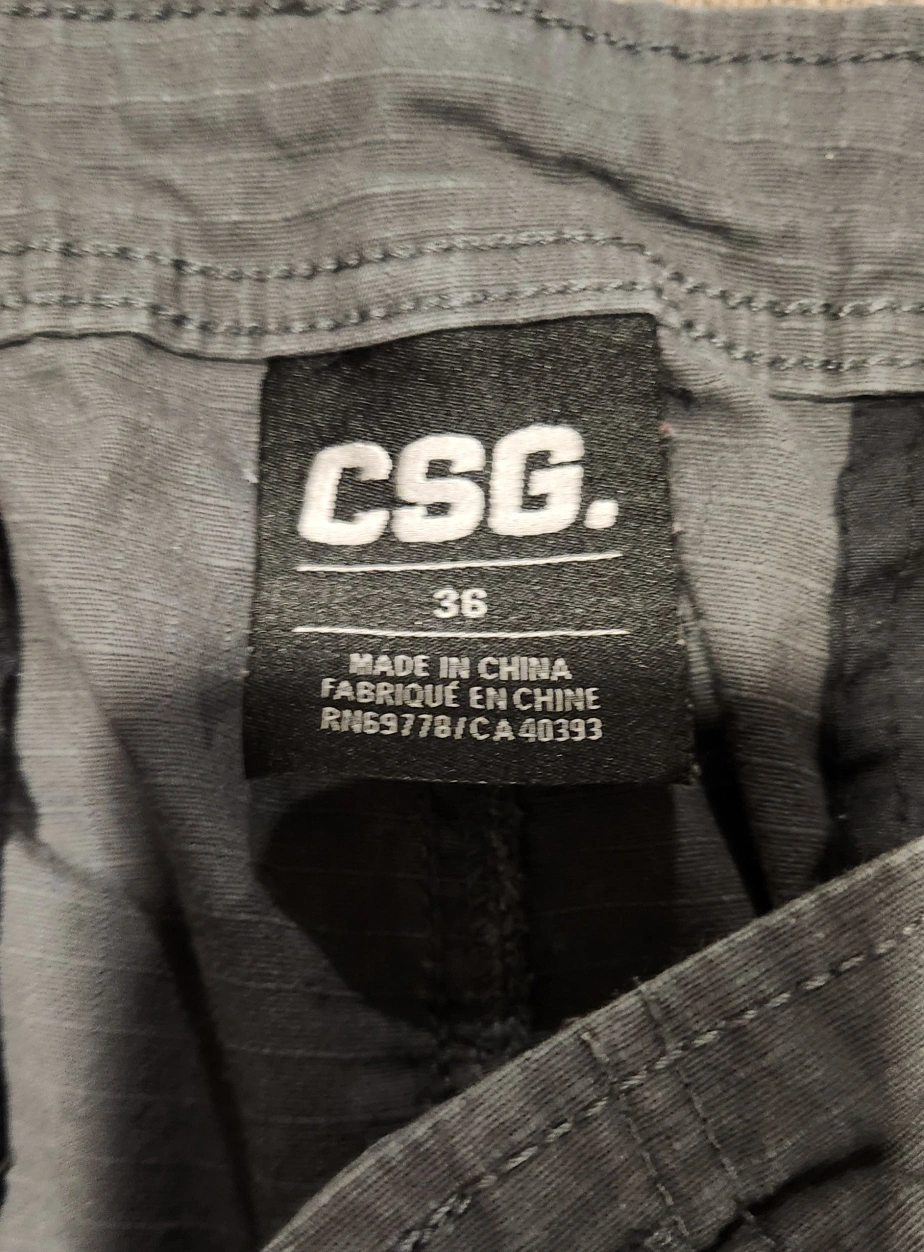 CSG.
36
MADE IN CHINA
FABRIQUÉ EN CHINE
RN69778/CA40393